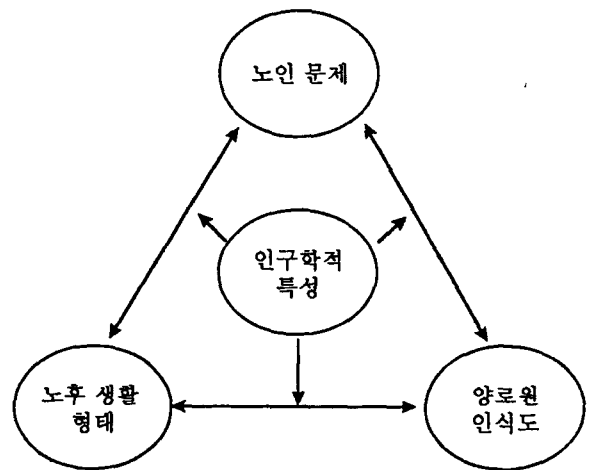 노인 문제
인구학적
특성
노후 생활
형태
양로원
인식도